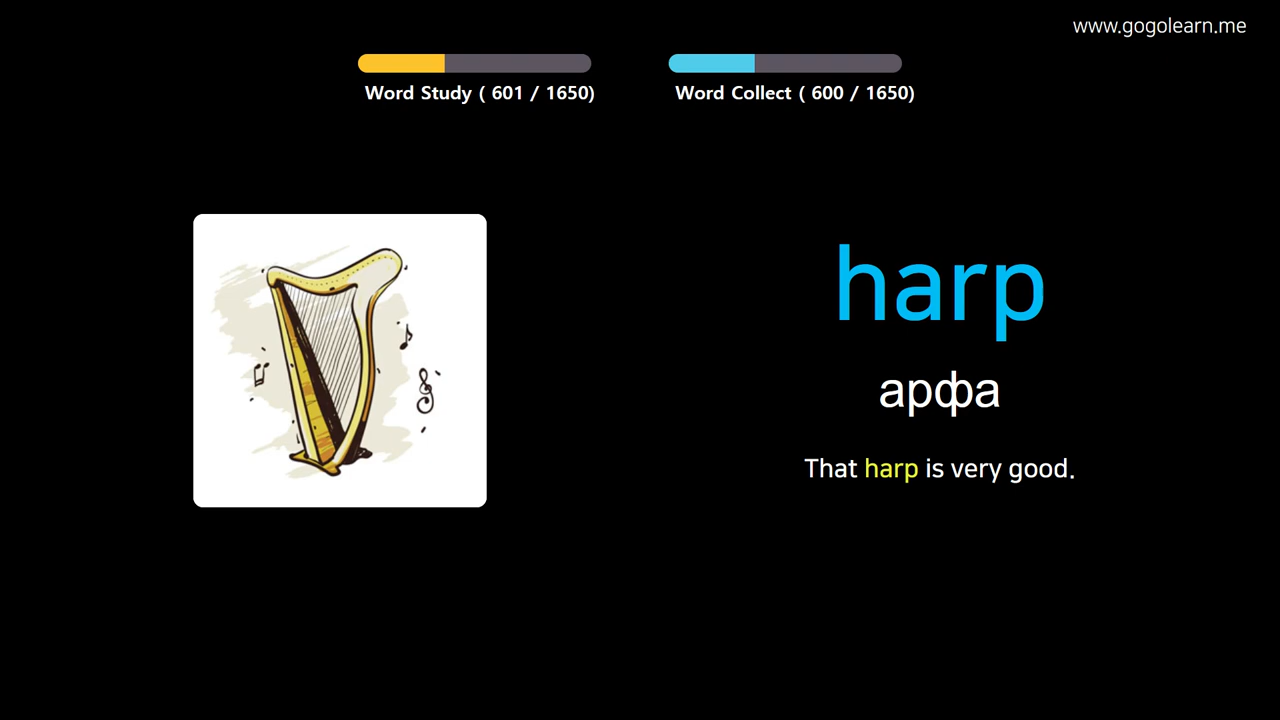 www.gogolearn.me
Word Study ( 601 / 1650)
Word Collect ( 600 / 1650)
harp
арфа
That harp is very good.